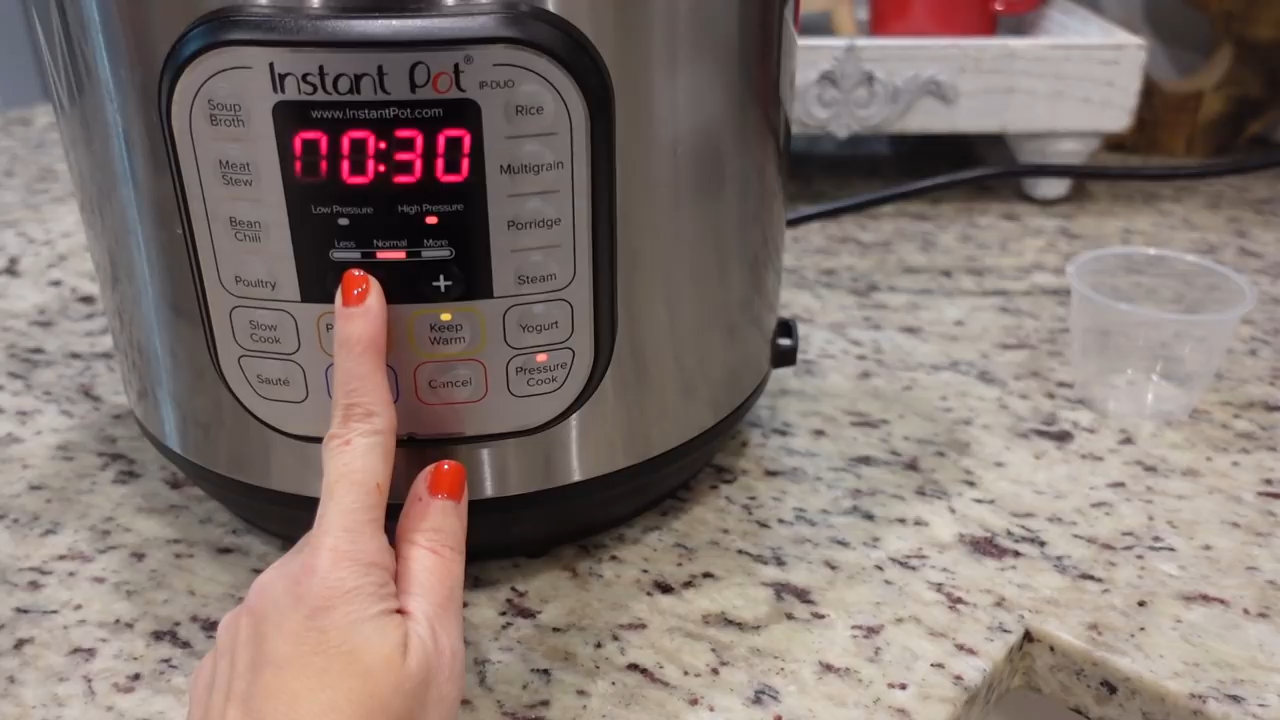 Instant Pot®
IP-DUO
www.InstantPot.com
00:30
Low Pressure
High Pressure
Less
Normal
More
+
Soup
Broth
Meat
Stew
Bean
Chili
Poultry
Rice
Multigrain
Porridge
Steam
Slow
Cook
Sauté
P
Keep
Warm
Cancel
Yogurt
Pressure
Cook